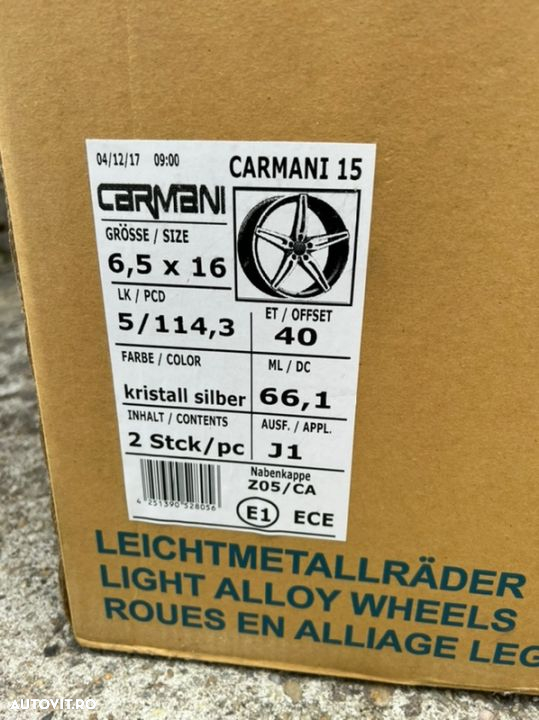 04/12/17 09:00 CARMANI 15
CARMANI
GRÖSSE / SIZE
6,5 x 16
LK / PCD
5/114,3
ET / OFFSET
40
FARBE / COLOR
kristall silber
ML / DC
66,1
INHALT / CONTENTS
2 Stck/pc
AUSF. / APPL.
J1
Nabenkappe
Z05/CA
4 251390 528056
E1 ECE
LEICHTMETALLRÄDER
LIGHT ALLOY WHEELS
ROUES EN ALLIAGE LEG
AUTOVIT.RO